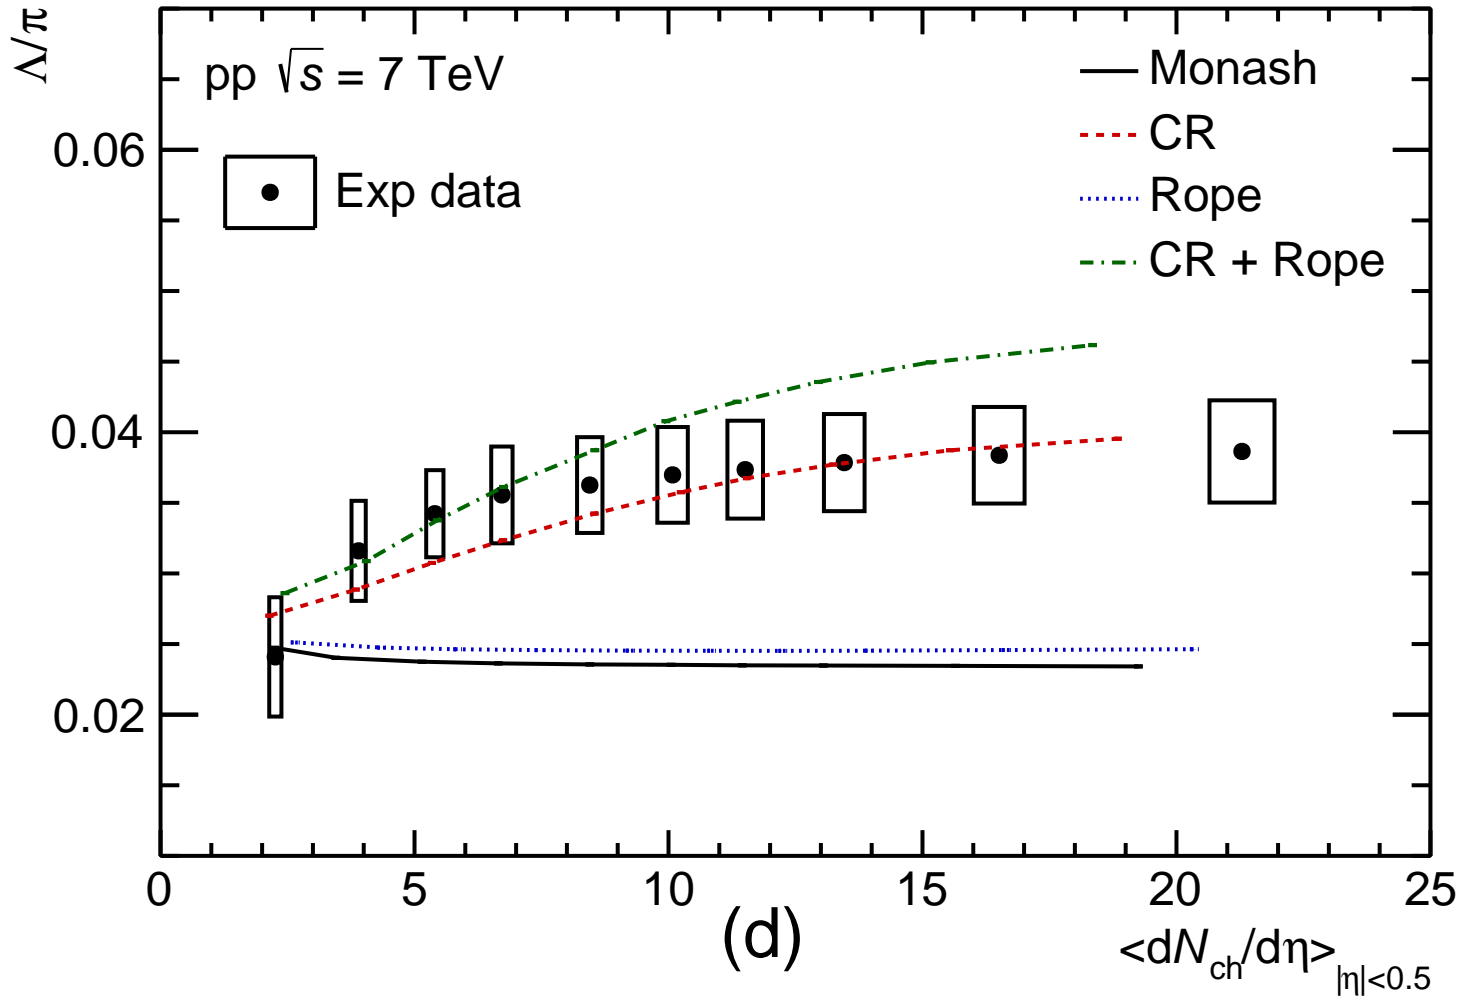 Λ/π
pp √s = 7 TeV
Exp data
Monash
CR
Rope
CR + Rope
0.06
0.04
0.02
0 5 10 15 20 25
(d)
<dN_ch/dη>_|η|<0.5